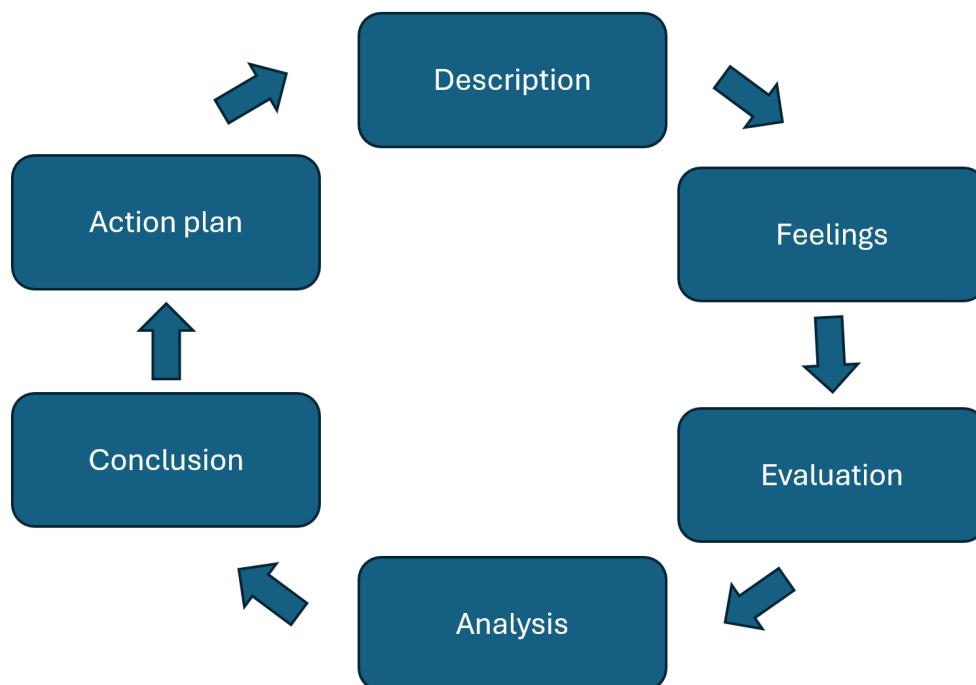 Description
Feelings
Evaluation
Analysis
Conclusion
Action plan